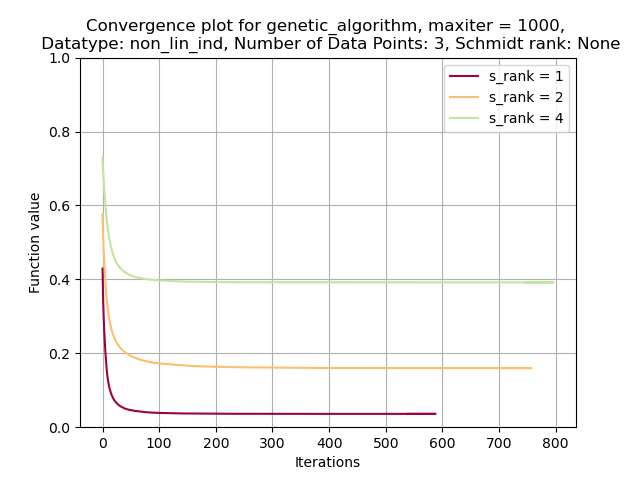 Convergence plot for genetic_algorithm, maxiter = 1000,
Datatype: non_lin_ind, Number of Data Points: 3, Schmidt rank: None
s_rank = 1
s_rank = 2
s_rank = 4
Function value
1.0
0.8
0.6
0.4
0.2
0.0
0 100 200 300 400 500 600 700 800
Iterations